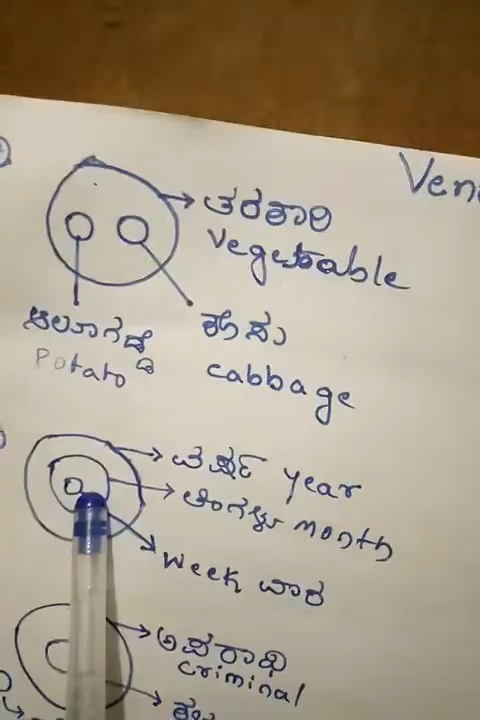 Ven
ತರಕಾರಿ
Vegetable
ಆಲೂಗಡ್ಡೆ
Potato
ಕೋಸು
cabbage
ವರ್ಷ year
ತಿಂಗಳು month
Week ವಾರ
ಅಪರಾಧಿ
criminal